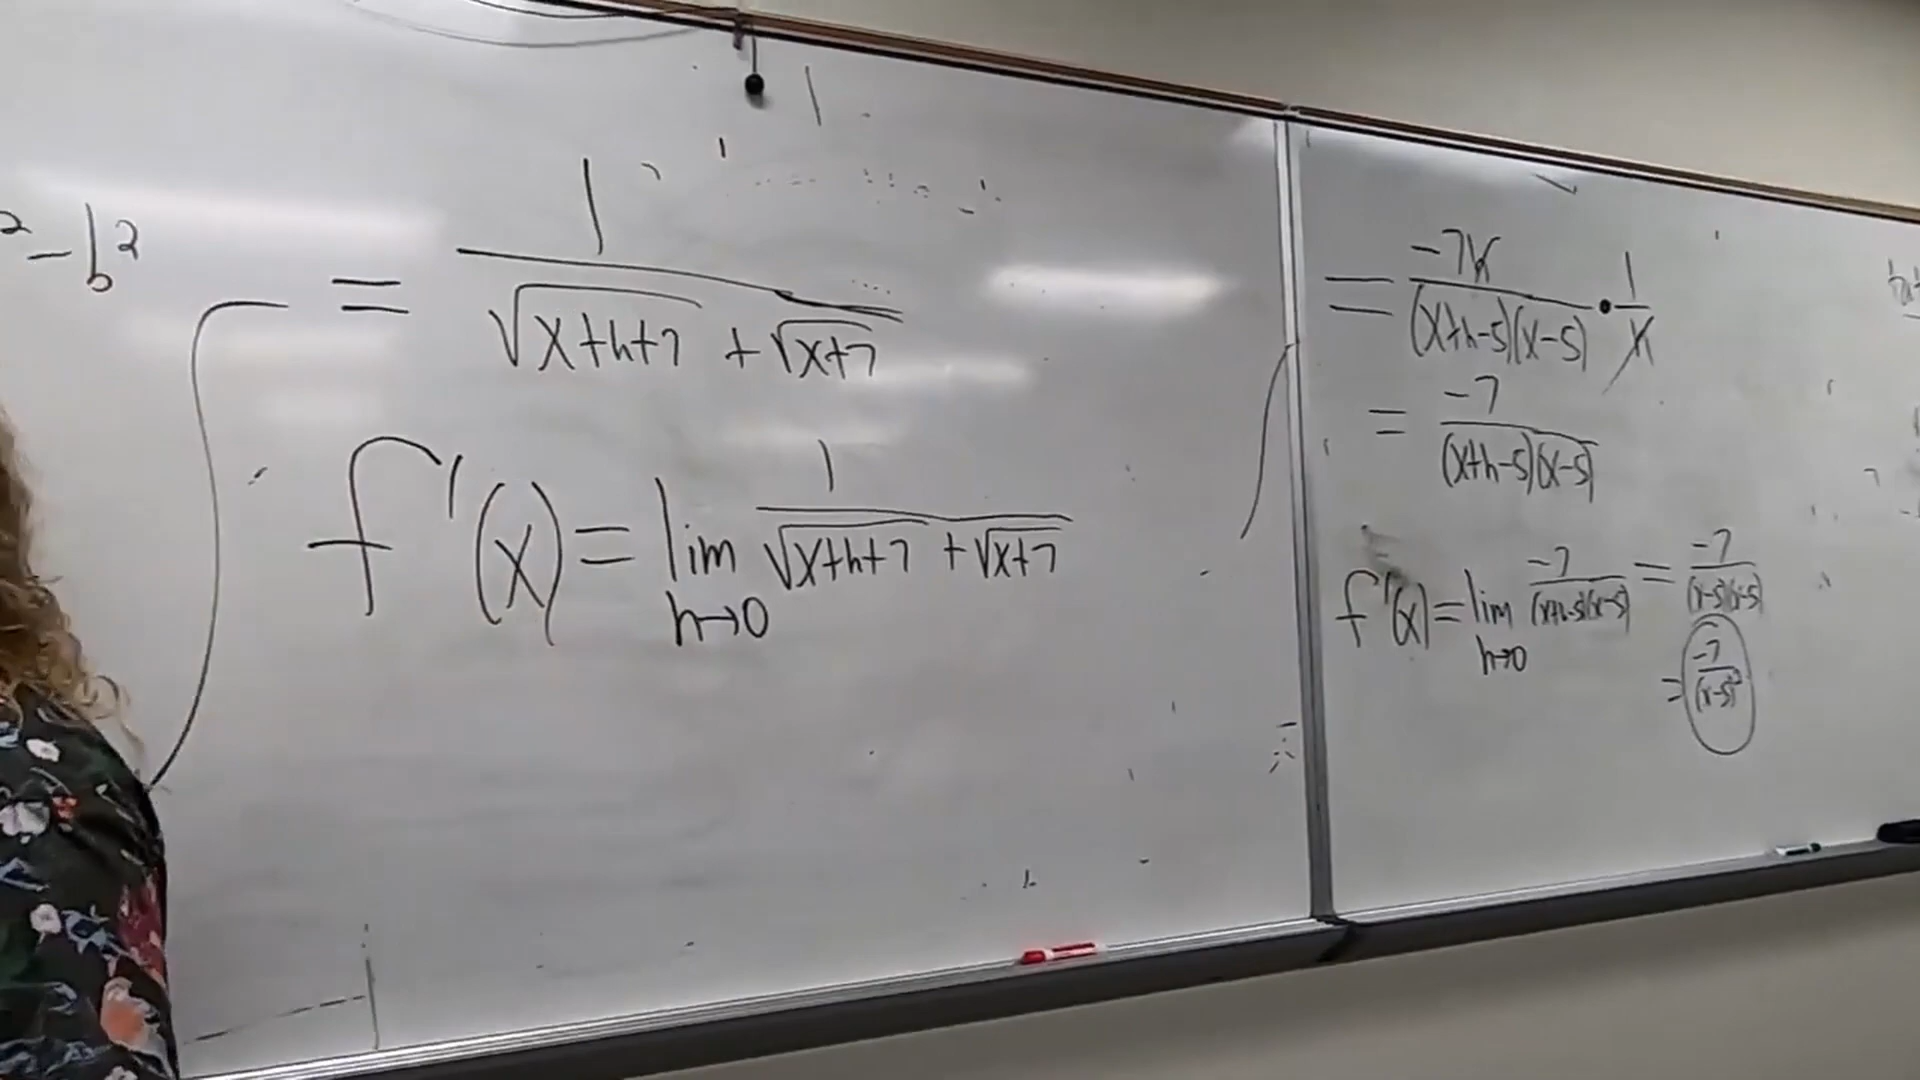 ² - b²
= 1/(√(x+h+7) + √(x+7))
f'(x) = lim h→0 1/(√(x+h+7) + √(x+7))
= -7h/((x+h-5)(x-5)) • 1/h
= -7/((x+h-5)(x-5))
f'(x) = lim h→0 -7/((x+h-5)(x-5)) = -7/((x-5)(x-5))
= -7/(x-5)²